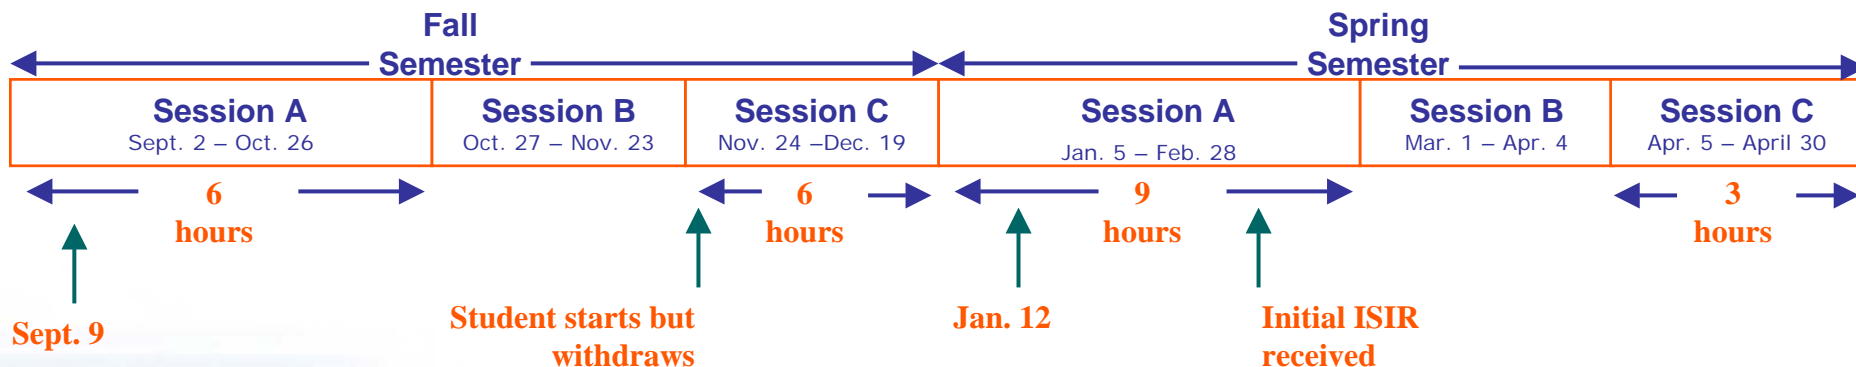 Fall
Semester
Spring
Semester
Session A
Sept. 2 – Oct. 26
Session B
Oct. 27 – Nov. 23
Session C
Nov. 24 –Dec. 19
Session A
Jan. 5 – Feb. 28
Session B
Mar. 1 – Apr. 4
Session C
Apr. 5 – April 30
6
hours
6
hours
9
hours
3
hours
Sept. 9
Student starts but
withdraws
Jan. 12
Initial ISIR
received